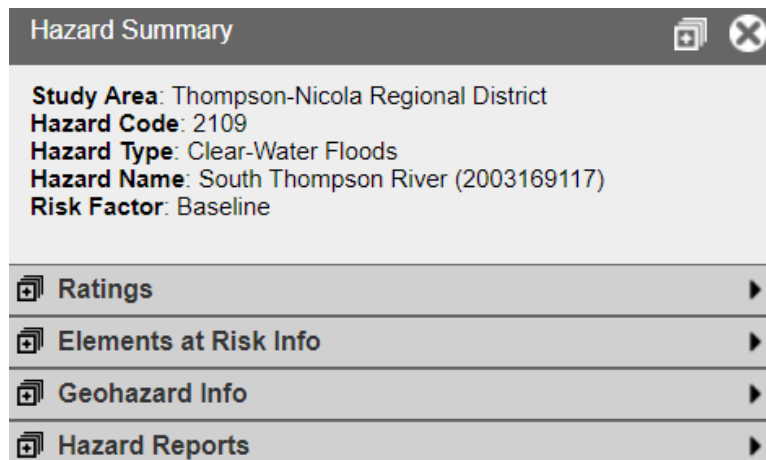 Hazard Summary
Study Area: Thompson-Nicola Regional District
Hazard Code: 2109
Hazard Type: Clear-Water Floods
Hazard Name: South Thompson River (2003169117)
Risk Factor: Baseline
Ratings
Elements at Risk Info
Geohazard Info
Hazard Reports